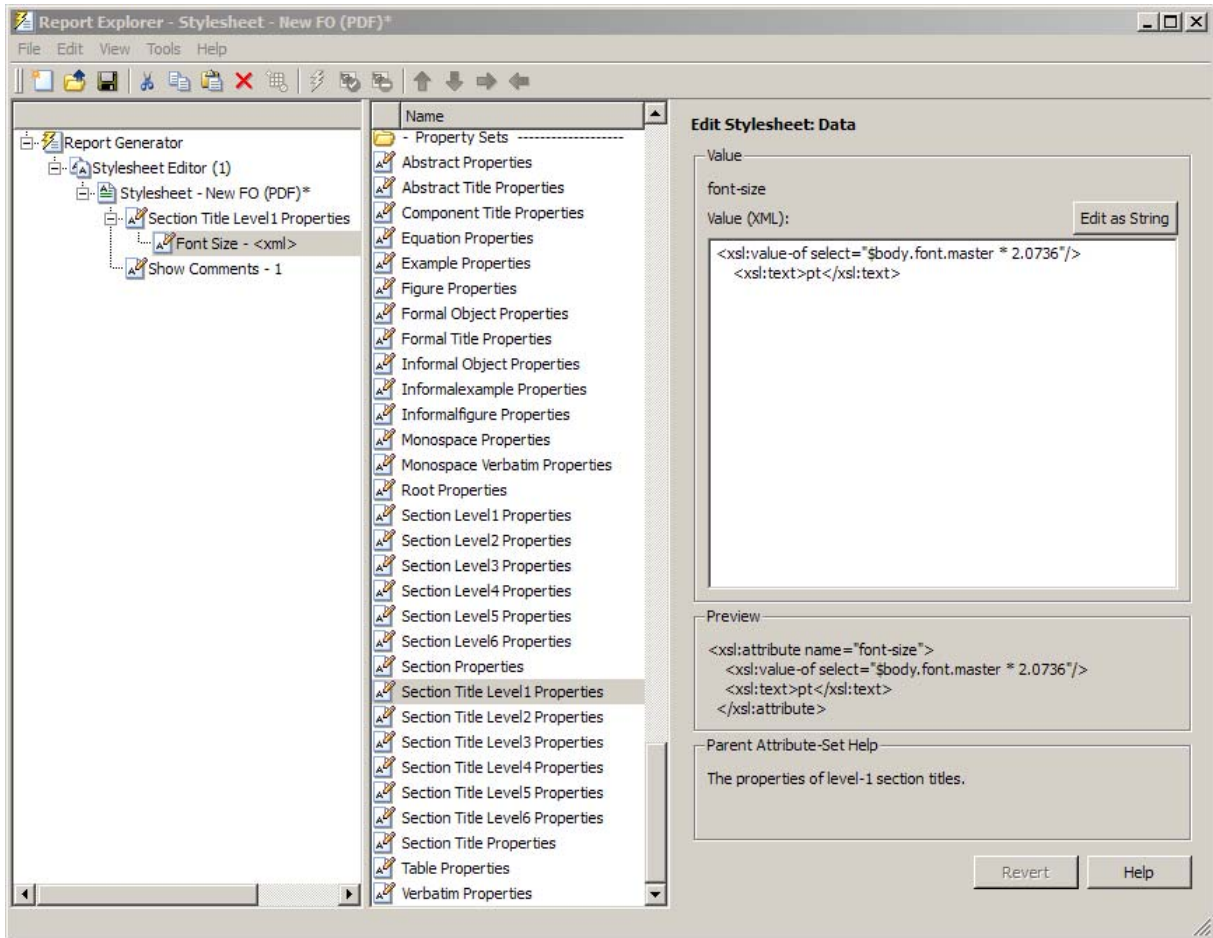 Report Explorer - Stylesheet - New FO (PDF)*
File Edit View Tools Help
Report Generator
Stylesheet Editor (1)
Stylesheet - New FO (PDF)*
Section Title Level1 Properties
Font Size - <xml>
Show Comments - 1
Name
- Property Sets -------------------
Abstract Properties
Abstract Title Properties
Component Title Properties
Equation Properties
Example Properties
Figure Properties
Formal Object Properties
Formal Title Properties
Informal Object Properties
Informalexample Properties
Informalfigure Properties
Monospace Properties
Monospace Verbatim Properties
Root Properties
Section Level1 Properties
Section Level2 Properties
Section Level3 Properties
Section Level4 Properties
Section Level5 Properties
Section Level6 Properties
Section Properties
Section Title Level1 Properties
Section Title Level2 Properties
Section Title Level3 Properties
Section Title Level4 Properties
Section Title Level5 Properties
Section Title Level6 Properties
Section Title Properties
Table Properties
Verbatim Properties
Edit Stylesheet: Data
Value
font-size
Value (XML):
Edit as String
<xsl:value-of select="$body.font.master * 2.0736"/>
<xsl:text>pt</xsl:text>
Preview
<xsl:attribute name="font-size">
<xsl:value-of select="$body.font.master * 2.0736"/>
<xsl:text>pt</xsl:text>
</xsl:attribute>
Parent Attribute-Set Help
The properties of level-1 section titles.
Revert
Help